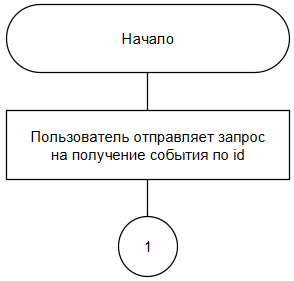 Начало
Пользователь отправляет запрос
на получение события по id
1